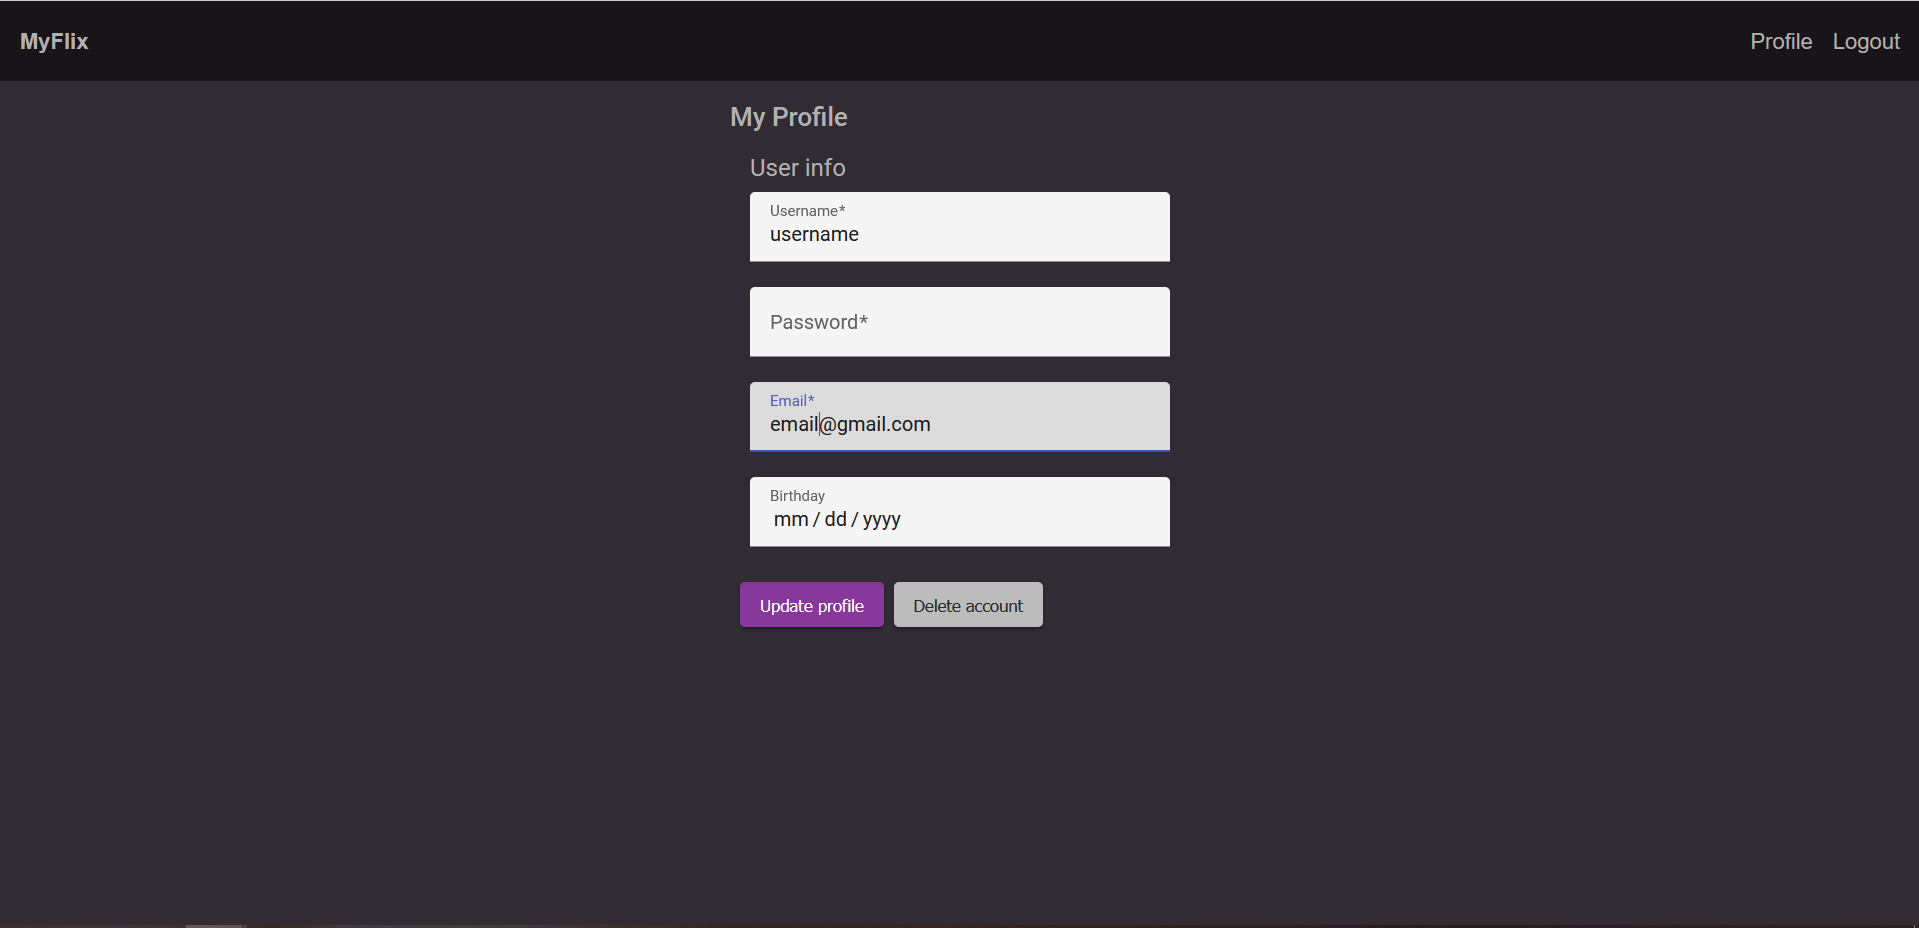 MyFlix
Profile Logout
My Profile
User info
Username*
username
Password*
Email*
email@gmail.com
Birthday
mm / dd / yyyy
Update profile Delete account